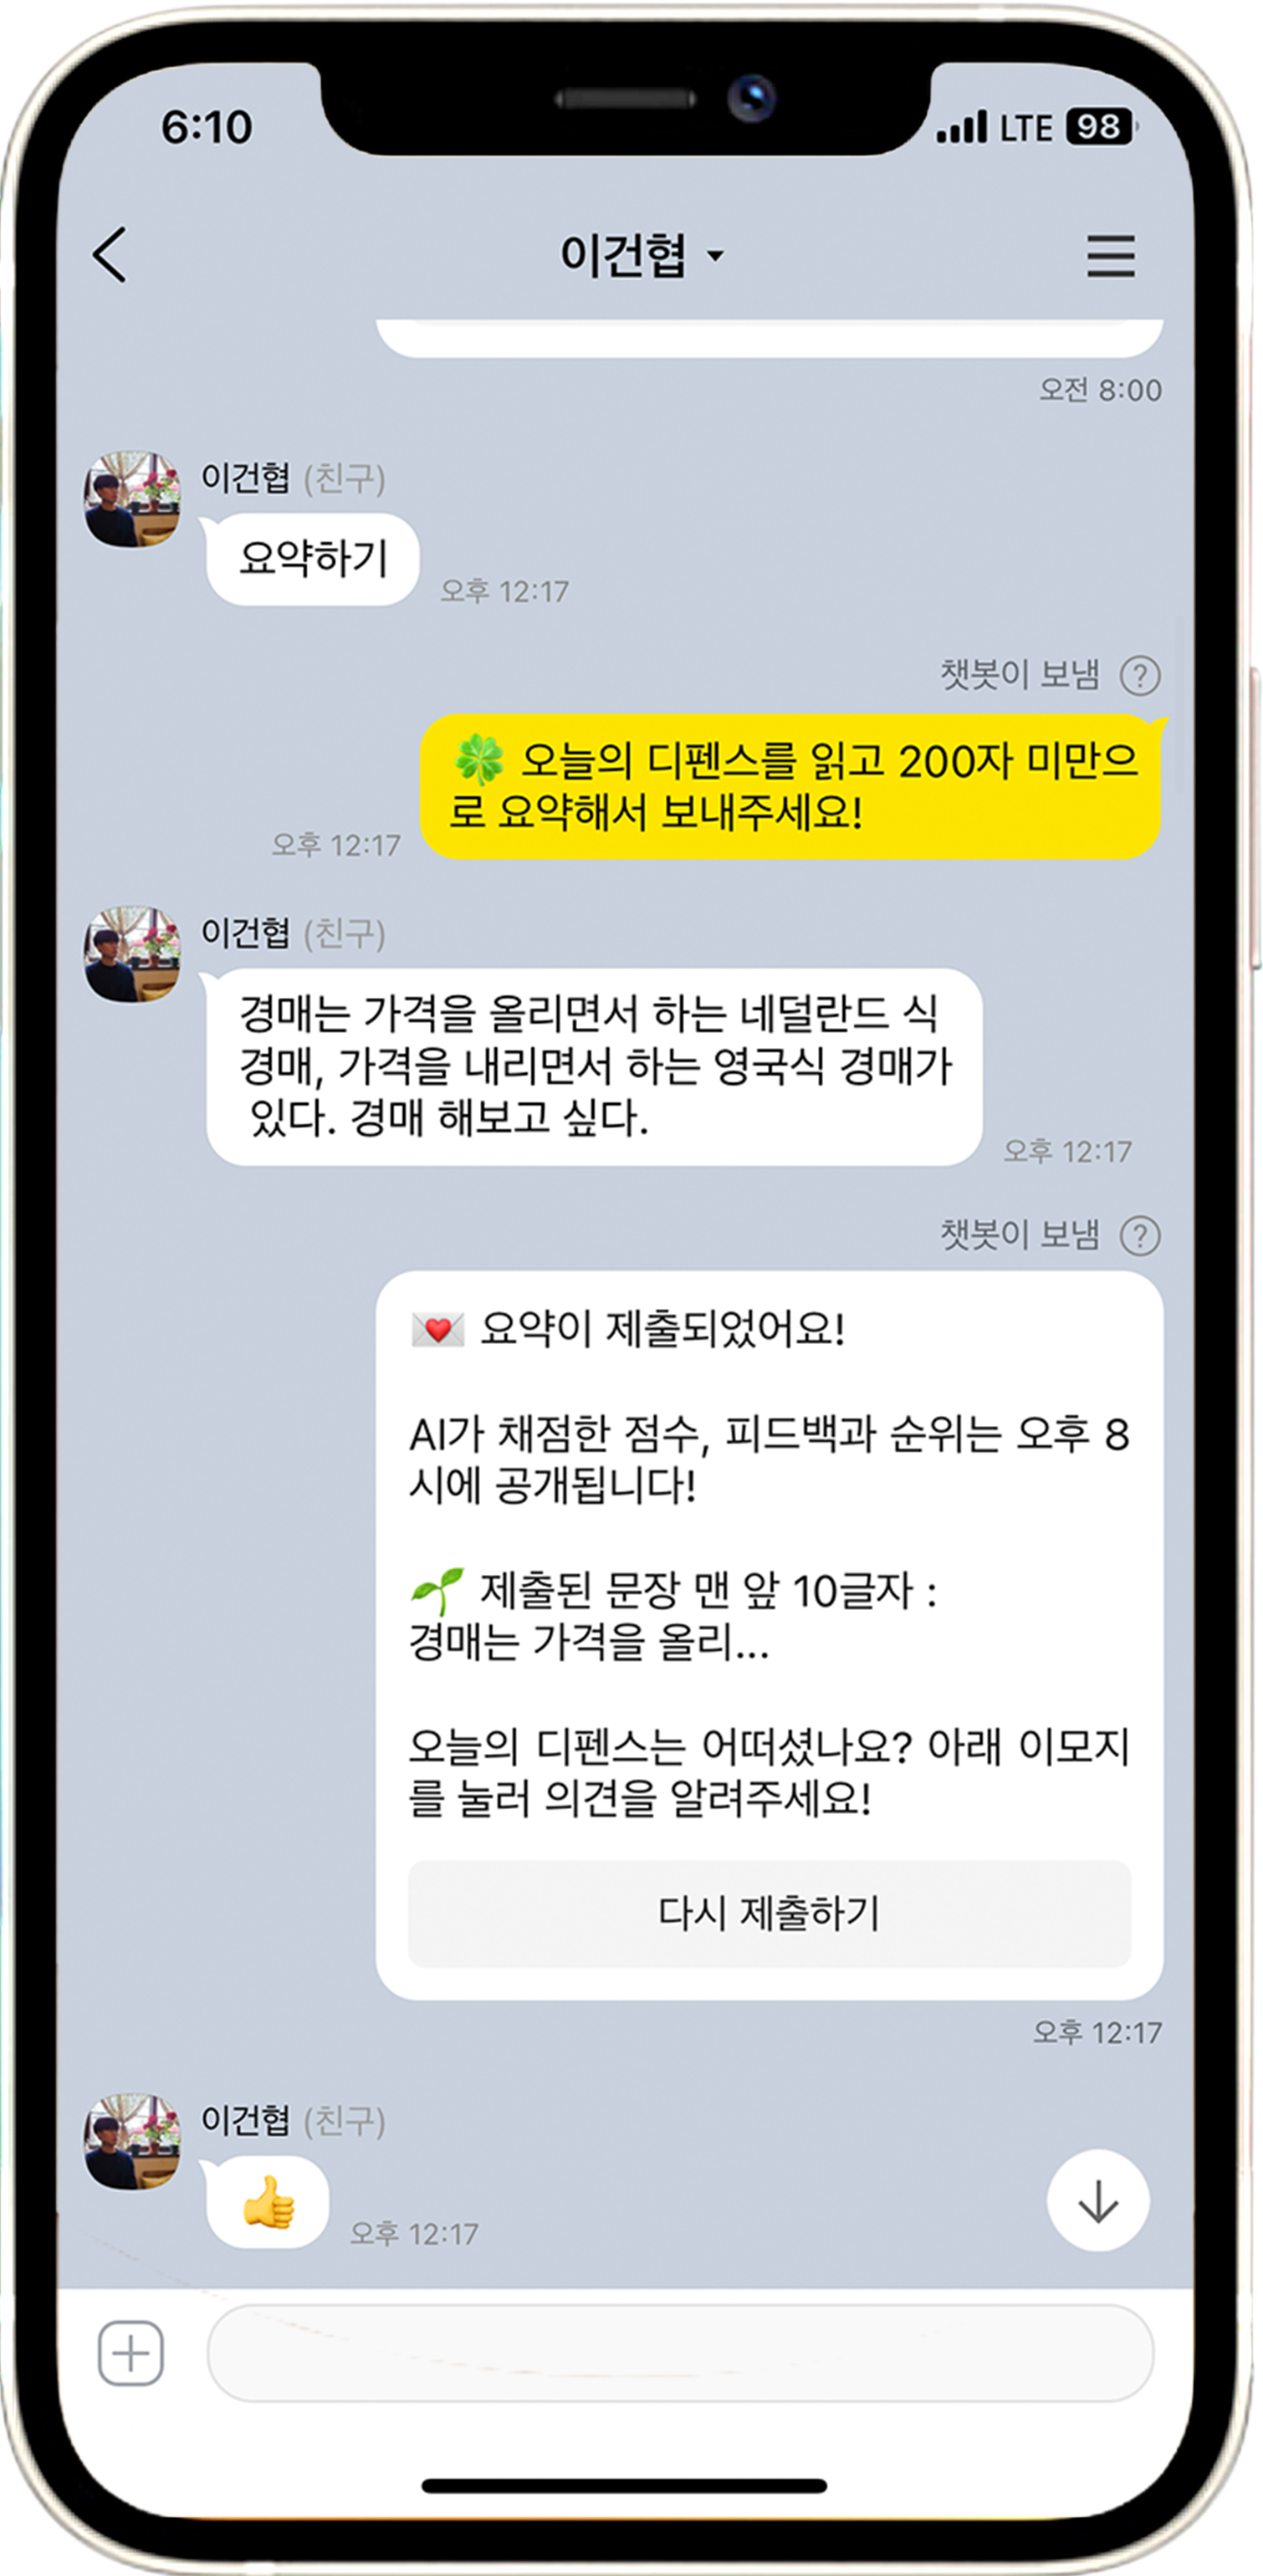 6:10
LTE 98
이건협
오전 8:00
이건협 (친구)
요약하기
오후 12:17
챗봇이 보냄 ?
🍀 오늘의 디펜스를 읽고 200자 미만으
로 요약해서 보내주세요!
오후 12:17
이건협 (친구)
경매는 가격을 올리면서 하는 네덜란드 식
경매, 가격을 내리면서 하는 영국식 경매가
있다. 경매 해보고 싶다.
오후 12:17
챗봇이 보냄 ?
💌 요약이 제출되었어요!
AI가 채점한 점수, 피드백과 순위는 오후 8
시에 공개됩니다!
🌱 제출된 문장 맨 앞 10글자 :
경매는 가격을 올리...
오늘의 디펜스는 어떠셨나요? 아래 이모지
를 눌러 의견을 알려주세요!
다시 제출하기
오후 12:17
이건협 (친구)
👍
오후 12:17